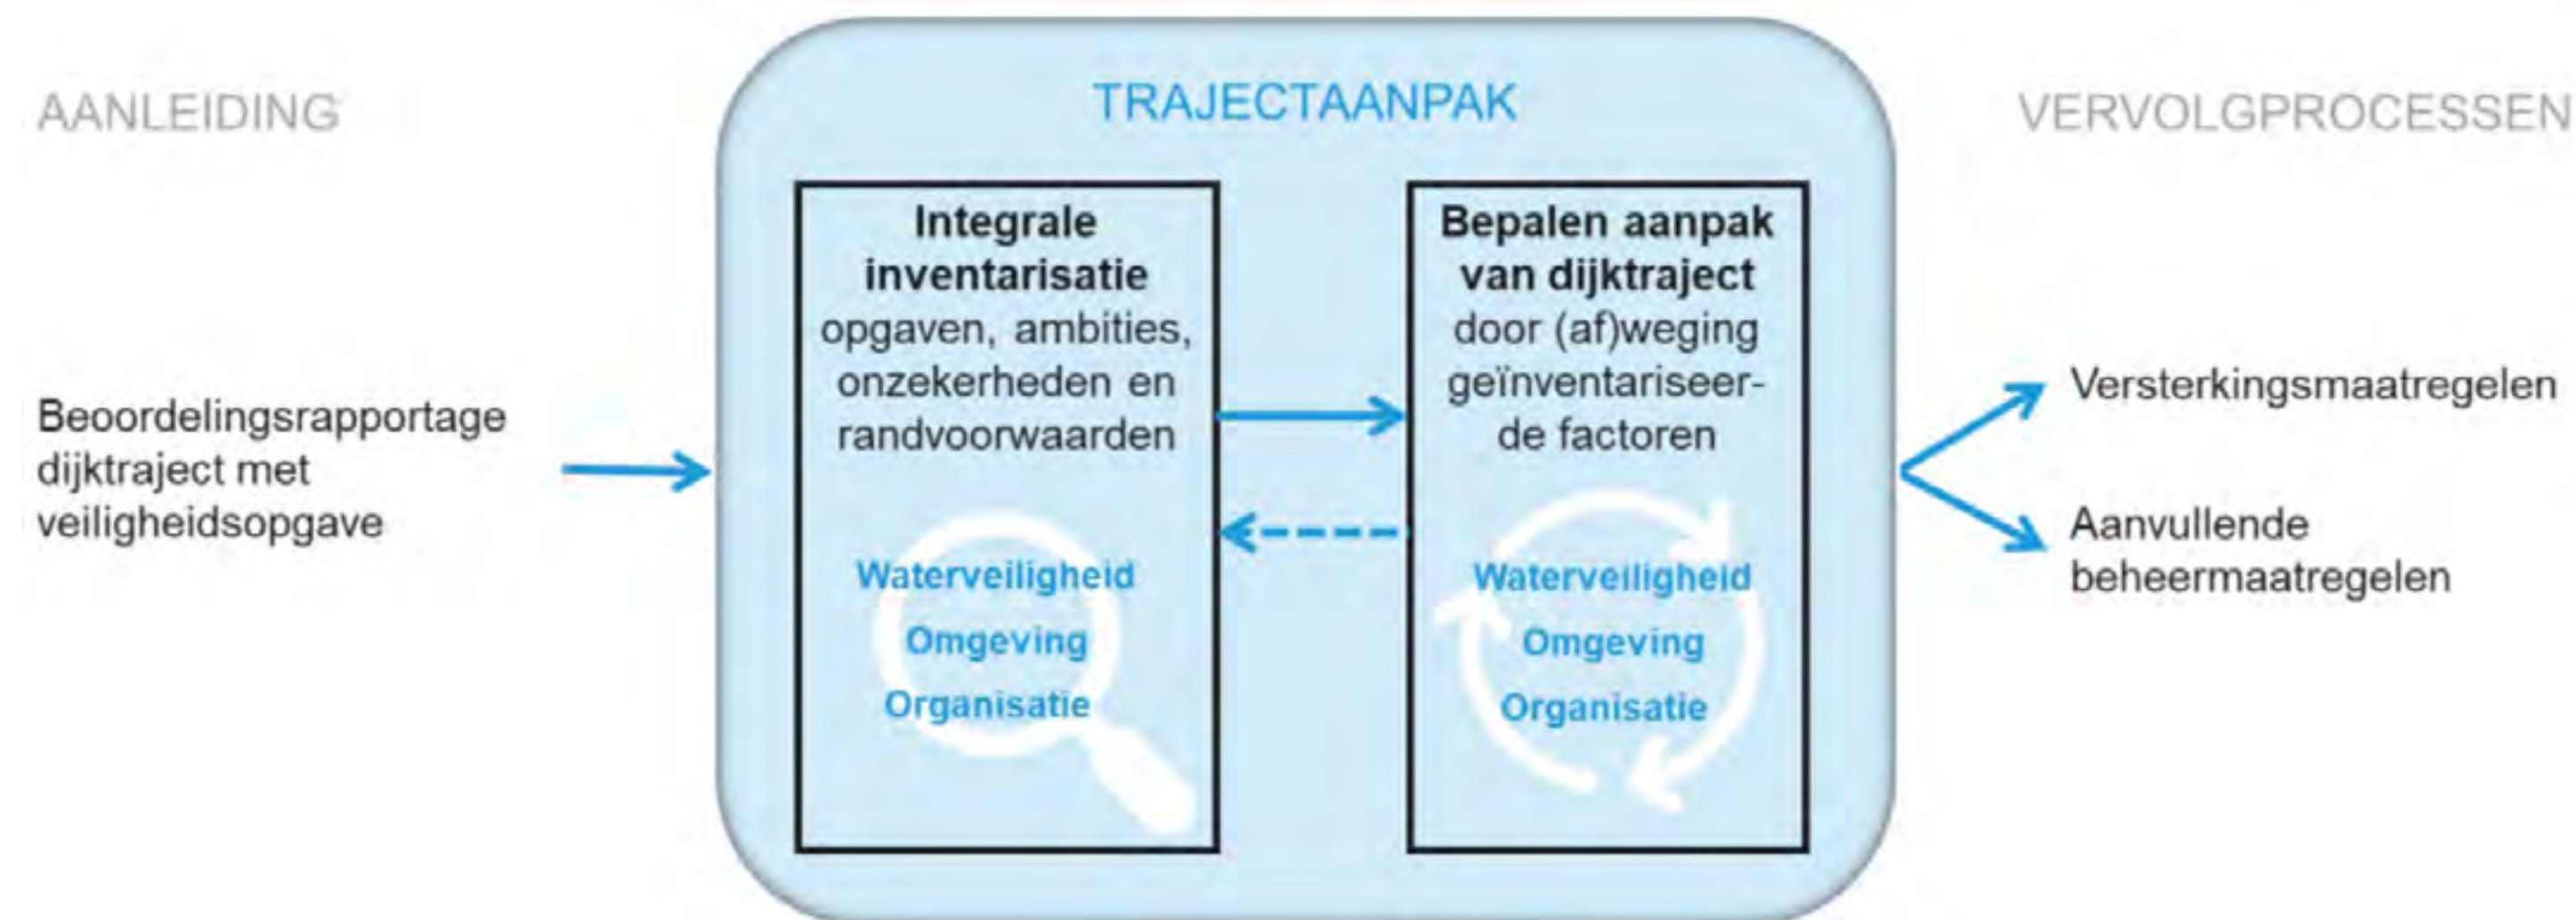 AANLEIDING
Beoordelingsrapportage
dijktraject met
veiligheidsopgave
TRAJECTAANPAK
Integrale
inventarisatie
opgaven, ambities,
onzekerheden en
randvoorwaarden
Waterveiligheid
Omgeving
Organisatie
Bepalen aanpak
van dijktraject
door (af)weging
geïnventariseer-
de factoren
Waterveiligheid
Omgeving
Organisatie
VERVOLGPROCESSEN
Versterkingsmaatregelen
Aanvullende
beheermaatregelen